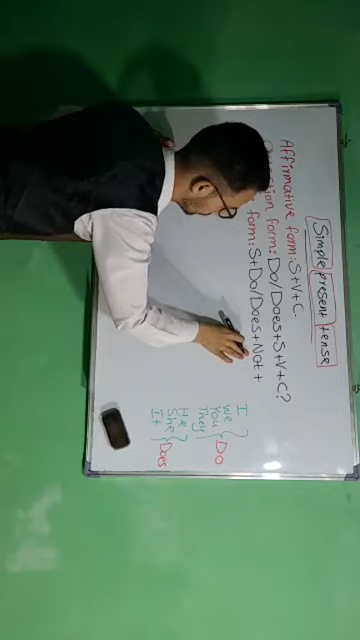 Simple present tense
Affirmative form: S+V+C.
Question form: Do/Does+S+V+C?
form: S+Do/Does+Not+
I
We
You
They
} Do
He
She
It
} Does